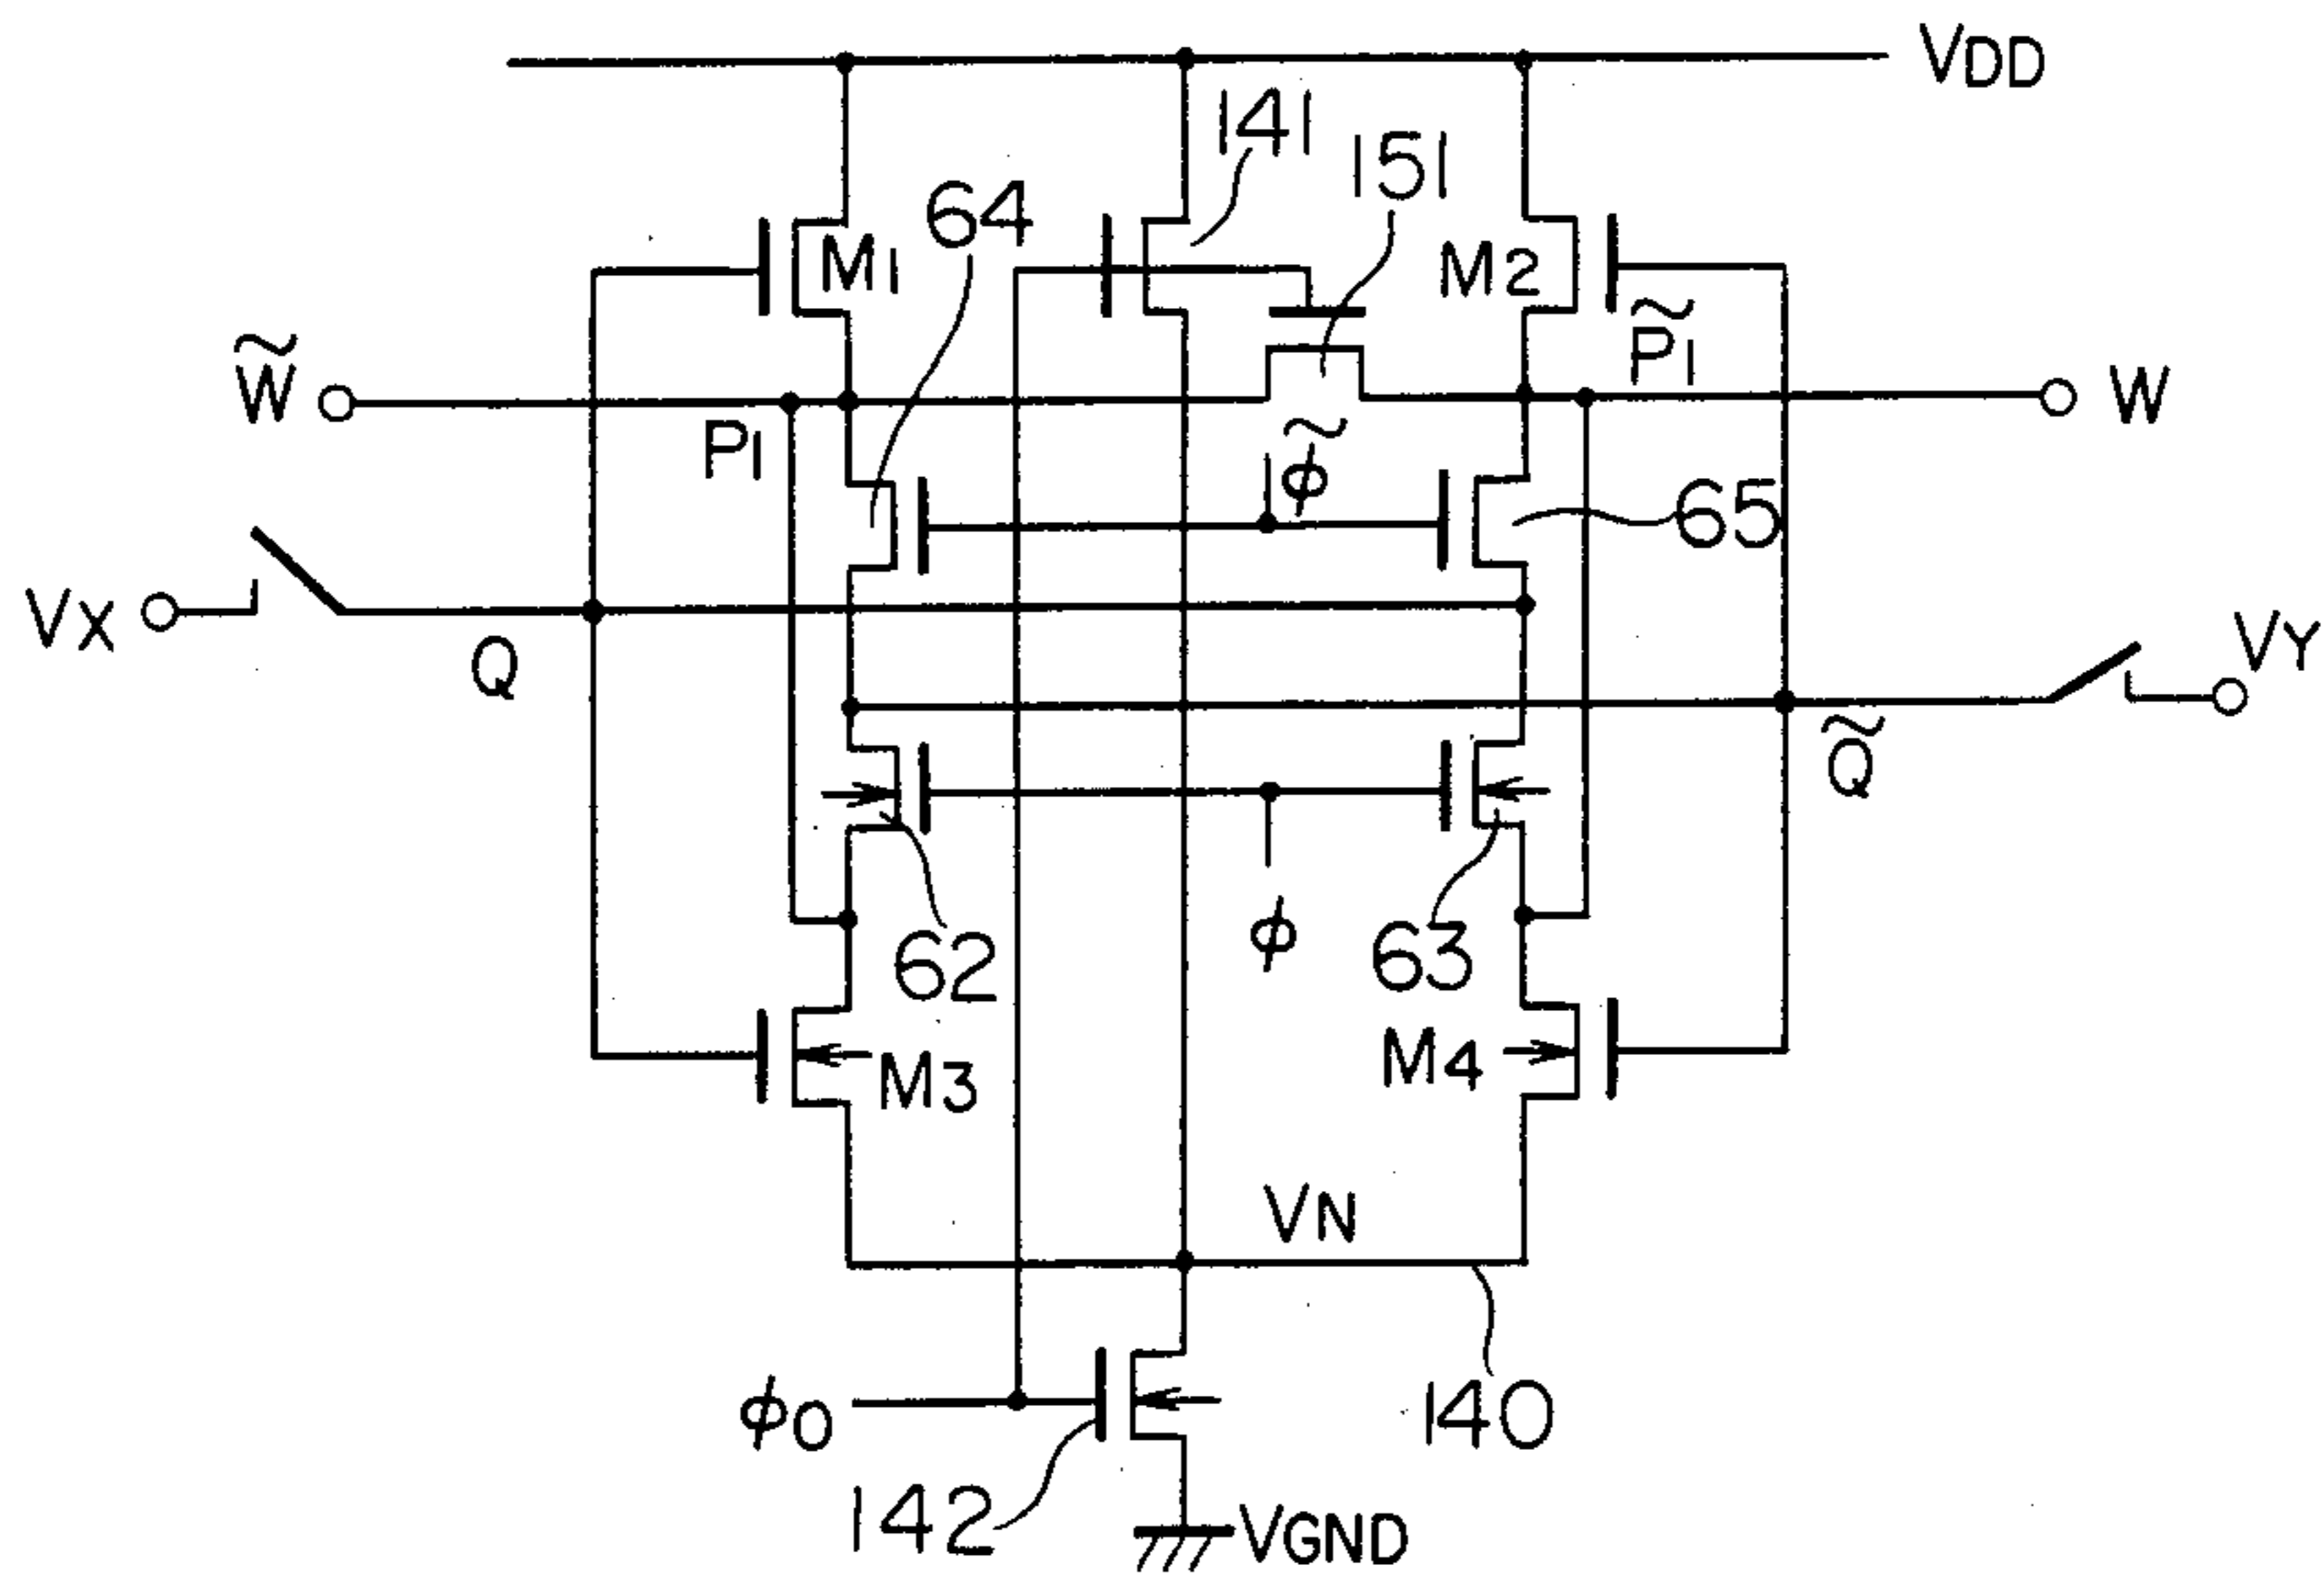 VDD
141
151
64
M1
M2
P̃1
W̃
W
P1
φ̃
65
VX
Q
VY
Q̃
62
φ
63
M3
M4
VN
φ0
140
142
VGND